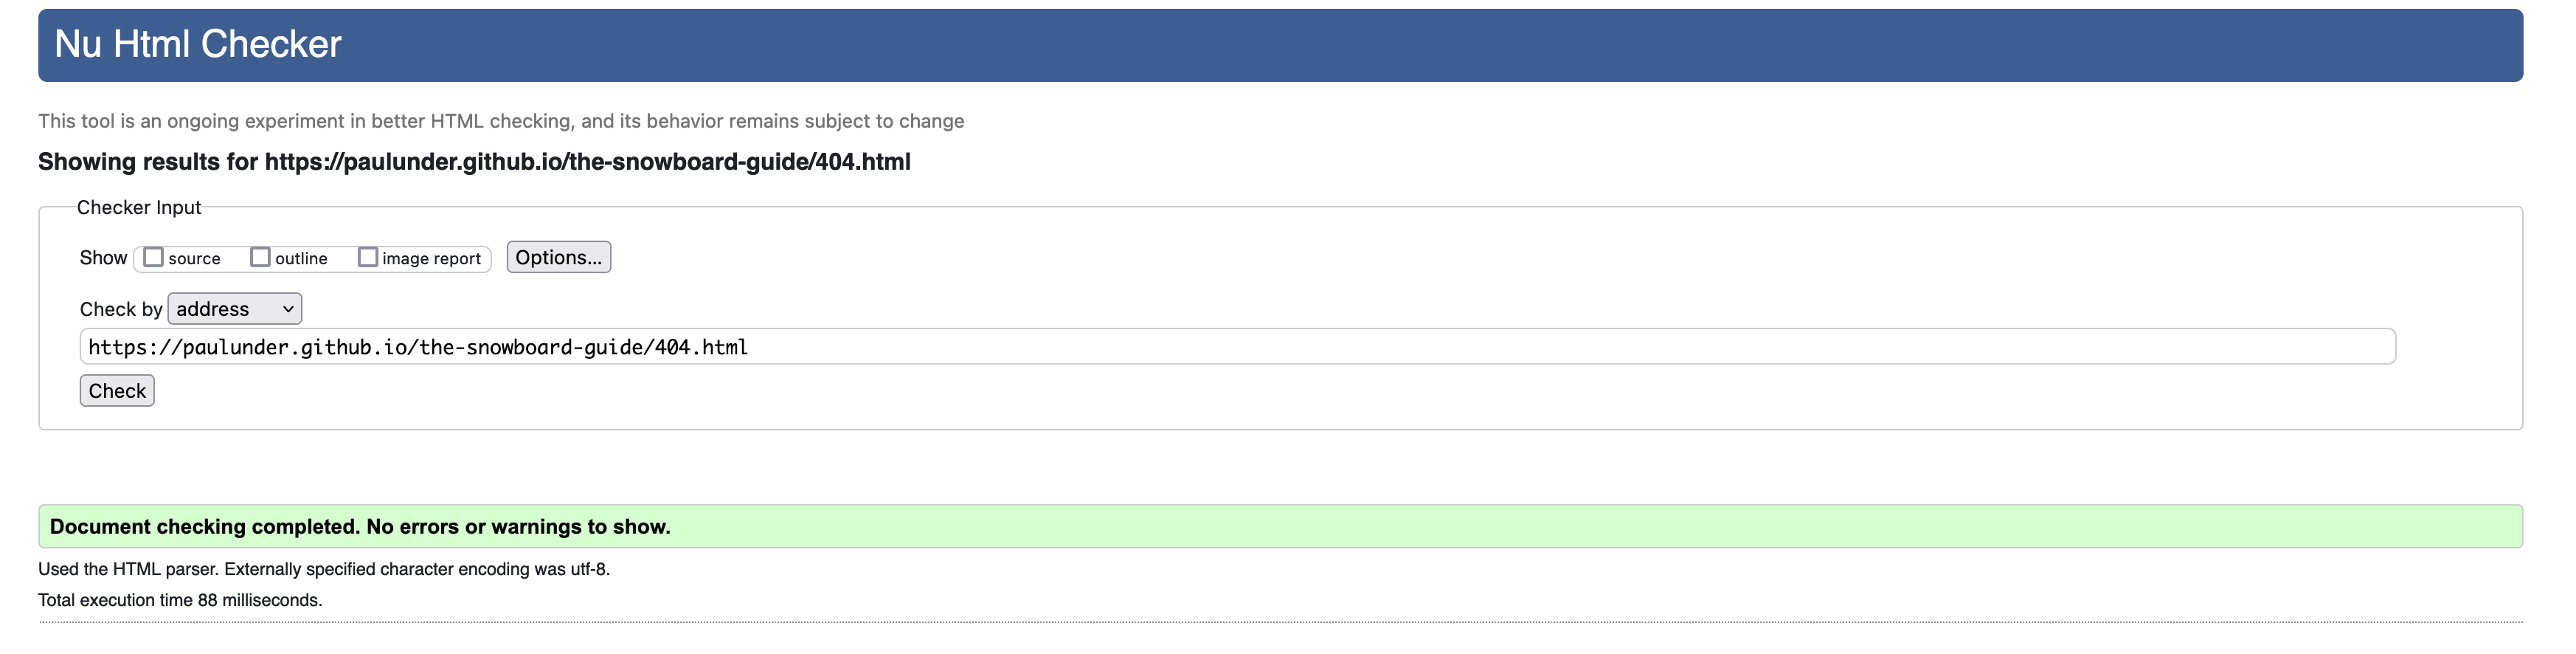 Nu Html Checker
This tool is an ongoing experiment in better HTML checking, and its behavior remains subject to change
Showing results for https://paulunder.github.io/the-snowboard-guide/404.html
Checker Input
Show source outline image report Options...
Check by address
https://paulunder.github.io/the-snowboard-guide/404.html
Check
Document checking completed. No errors or warnings to show.
Used the HTML parser. Externally specified character encoding was utf-8.
Total execution time 88 milliseconds.